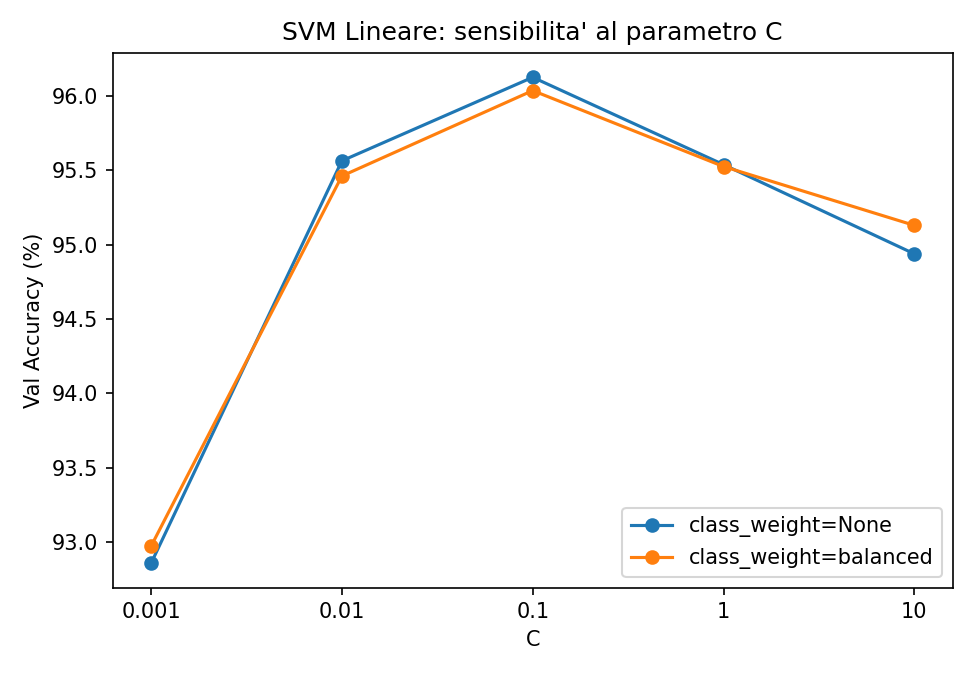 SVM Lineare: sensibilita' al parametro C
Val Accuracy (%)
96.0
95.5
95.0
94.5
94.0
93.5
93.0
class_weight=None
class_weight=balanced
0.001 0.01 0.1 1 10
C